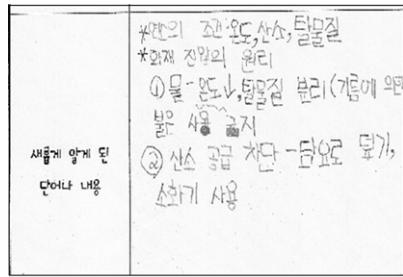 새롭게 알게 된
단어나 내용
*연소의 조건: 온도, 산소, 탈물질
*화재 진압의 원리
① 물-온도↓, 탈물질 분리(기름에 의한
붙은 사용 금지
② 산소 공급 차단 - 담요로 덮기,
소화기 사용